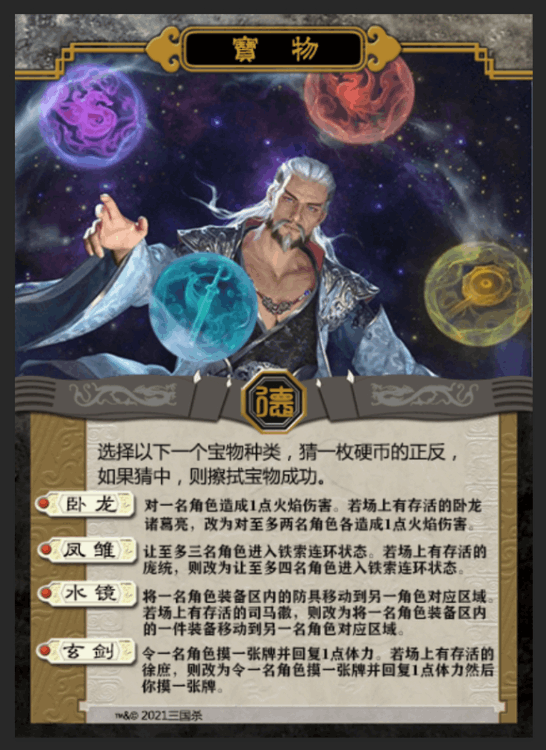 寶物
德
选择以下一个宝物种类，猜一枚硬币的正反，
如果猜中，则擦拭宝物成功。
卧龙
对一名角色造成1点火焰伤害。若场上有存活的卧龙
诸葛亮，改为对至多两名角色各造成1点火焰伤害。
凤雏
让至多三名角色进入铁索连环状态。若场上有存活的
庞统，则改为让至多四名角色进入铁索连环状态。
水镜
将一名角色装备区内的防具移动到另一角色对应区域。
若场上有存活的司马徽，则改为将一名角色装备区内
的一件装备移动到另一名角色对应区域。
玄剑
令一名角色摸一张牌并回复1点体力。若场上有存活的
徐庶，则改为令一名角色摸一张牌并回复1点体力然后
你摸一张牌。
™&© 2021三国杀